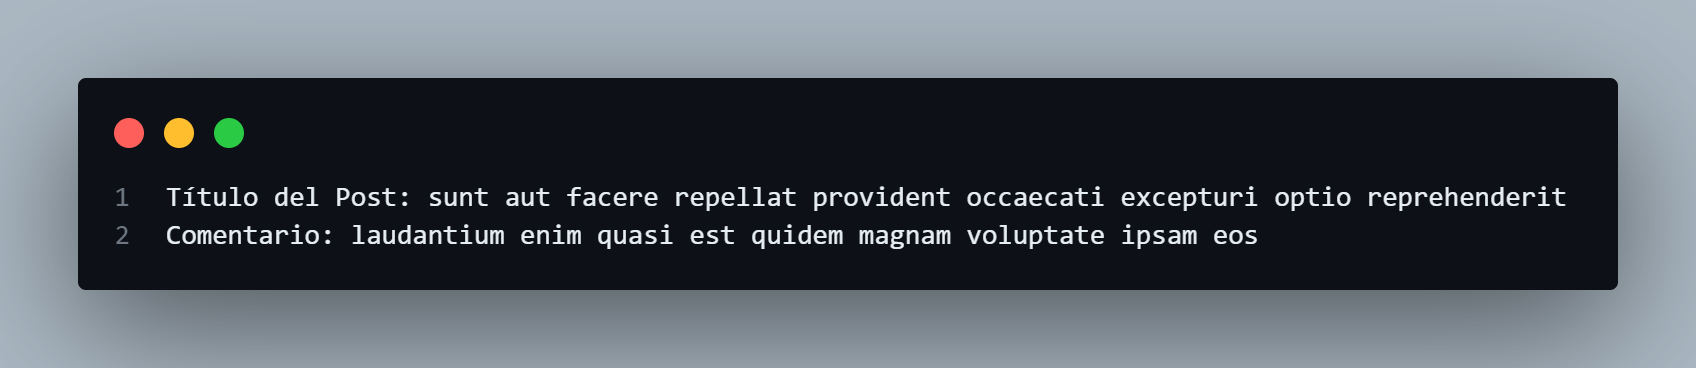 1 Título del Post: sunt aut facere repellat provident occaecati excepturi optio reprehenderit
2 Comentario: laudantium enim quasi est quidem magnam voluptate ipsam eos